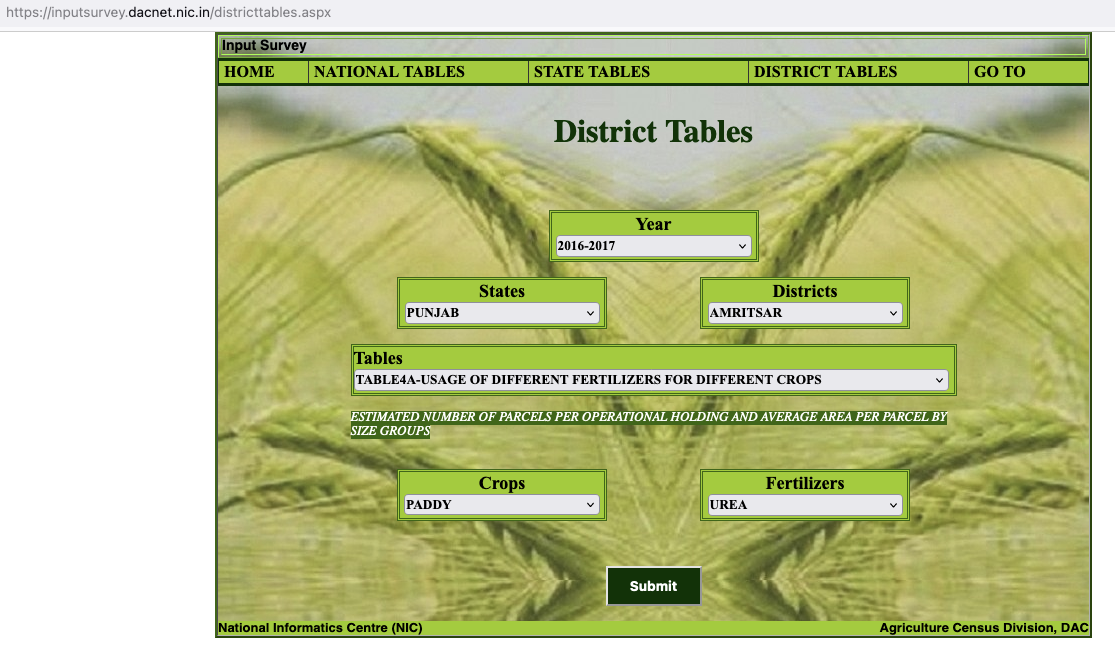 https://inputsurvey.dacnet.nic.in/districttables.aspx
Input Survey
HOME NATIONAL TABLES STATE TABLES DISTRICT TABLES GO TO
District Tables
Year
2016-2017
States Districts
PUNJAB AMRITSAR
Tables
TABLE4A-USAGE OF DIFFERENT FERTILIZERS FOR DIFFERENT CROPS
ESTIMATED NUMBER OF PARCELS PER OPERATIONAL HOLDING AND AVERAGE AREA PER PARCEL BY
SIZE GROUPS
Crops Fertilizers
PADDY UREA
Submit
National Informatics Centre (NIC) Agriculture Census Division, DAC